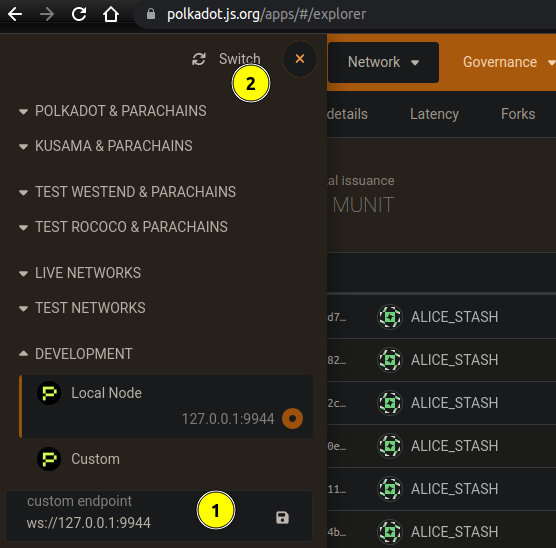 polkadot.js.org/apps/#/explorer
Switch
2
Network
Governance
details
Latency
Forks
POLKADOT & PARACHAINS
KUSAMA & PARACHAINS
tal issuance
MUNIT
TEST WESTEND & PARACHAINS
TEST ROCOCO & PARACHAINS
LIVE NETWORKS
TEST NETWORKS
DEVELOPMENT
Local Node
127.0.0.1:9944
Custom
custom endpoint
ws://127.0.0.1:9944
1
d7… ALICE_STASH
82… ALICE_STASH
2c… ALICE_STASH
0e… ALICE_STASH
11… ALICE_STASH
4b… ALICE_STASH